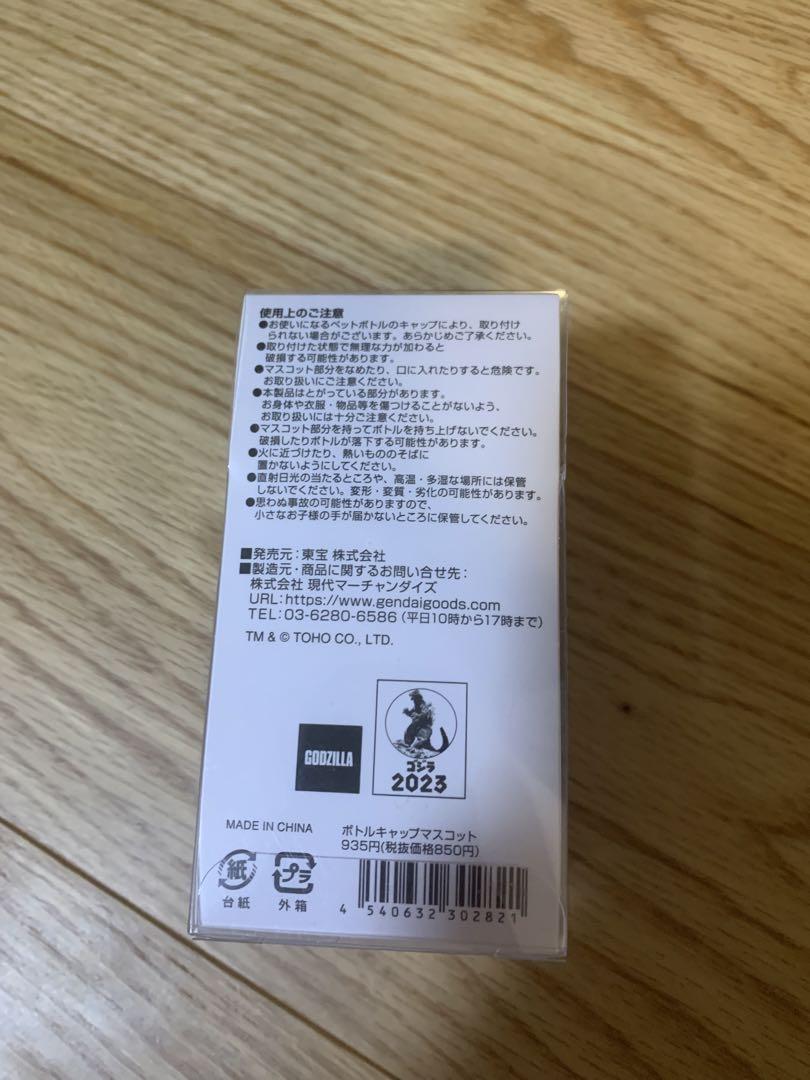 使用上のご注意
●お使いになるペットボトルのキャップにより、取り付け
られない場合がございます。あらかじめご了承ください。
●取り付けた状態で無理な力が加わると
破損する可能性があります。
●マスコット部分をなめたり、口に入れたりすると危険です。
お取り扱いにご注意ください。
●本製品はとがっている部分があります。
お身体や衣服・物品等を傷つけることがないよう、
お取り扱いには十分ご注意ください。
●マスコット部分を持ってボトルを持ち上げないでください。
破損したりボトルが落下する可能性があります。
●火に近づけたり、熱いもののそばに
置かないようにしてください。
●直射日光の当たるところや、高温・多湿な場所には保管
しないでください。変形・変質・劣化の可能性があります。
●思わぬ事故の可能性がありますので、
小さなお子様の手が届かないところに保管してください。
■発売元：東宝 株式会社
■製造元・商品に関するお問い合せ先：
株式会社 現代マーチャンダイズ
URL:https://www.gendaigoods.com
TEL:03-6280-6586（平日10時から17時まで）
TM & © TOHO CO., LTD.
GODZILLA
ゴジラ
2023
MADE IN CHINA
ボトルキャップマスコット
935円(税抜価格850円)
紙
台紙
プラ
外箱
4 540632 302821